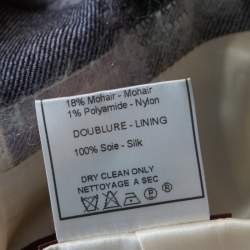 18% Mohair - Mohair
1% Polyamide - Nylon
DOUBLURE - LINING
100% Soie - Silk
DRY CLEAN ONLY
NETTOYAGE A SEC
P